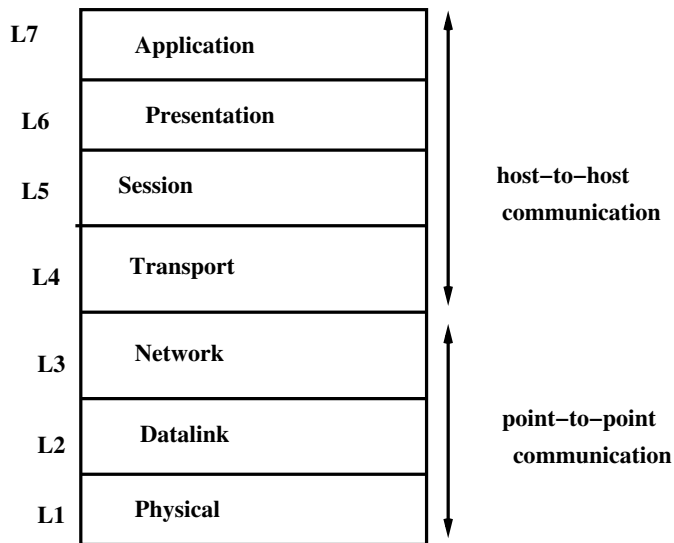 L7
Application
L6
Presentation
L5
Session
host−to−host
communication
L4
Transport
L3
Network
point−to−point
communication
L2
Datalink
L1
Physical